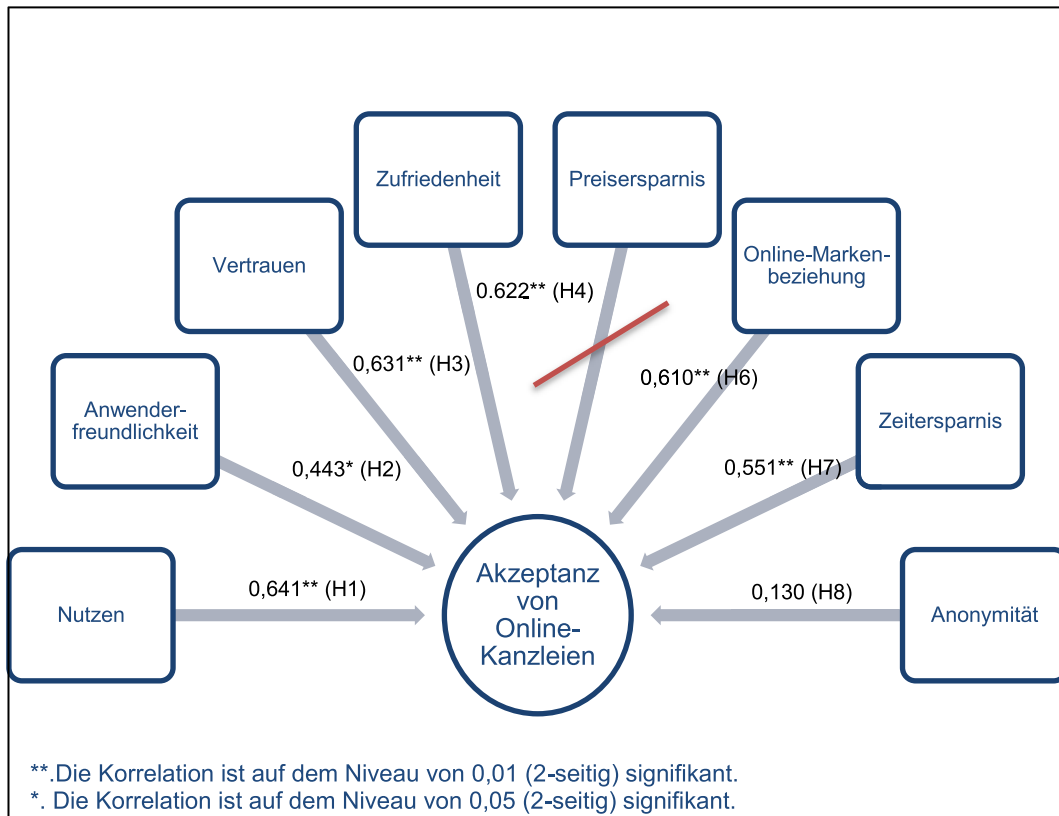 Zufriedenheit
Preisersparnis
Vertrauen
Online-Marken-
beziehung
0.622** (H4)
0,631** (H3)
0,610** (H6)
Anwender-
freundlichkeit
Zeitersparnis
0,443* (H2)
0,551** (H7)
Nutzen
0,641** (H1)
Akzeptanz
von
Online-
Kanzleien
0,130 (H8)
Anonymität
**.Die Korrelation ist auf dem Niveau von 0,01 (2-seitig) signifikant.
*. Die Korrelation ist auf dem Niveau von 0,05 (2-seitig) signifikant.